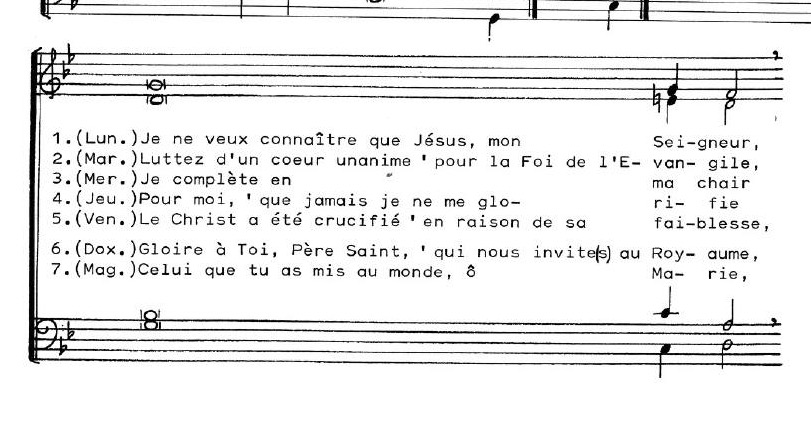 1.(Lun.)Je ne veux connaître que Jésus, mon Sei-gneur,
2.(Mar.)Luttez d'un coeur unanime ' pour la Foi de l'E- van- gile,
3.(Mer.)Je complète en ma chair
4.(Jeu.)Pour moi, ' que jamais je ne me glo- ri- fie
5.(Ven.)Le Christ a été crucifié ' en raison de sa fai-blesse,
6.(Dox.)Gloire à Toi, Père Saint, ' qui nous invite(s) au Roy- aume,
7.(Mag.)Celui que tu as mis au monde, ô Ma- rie,